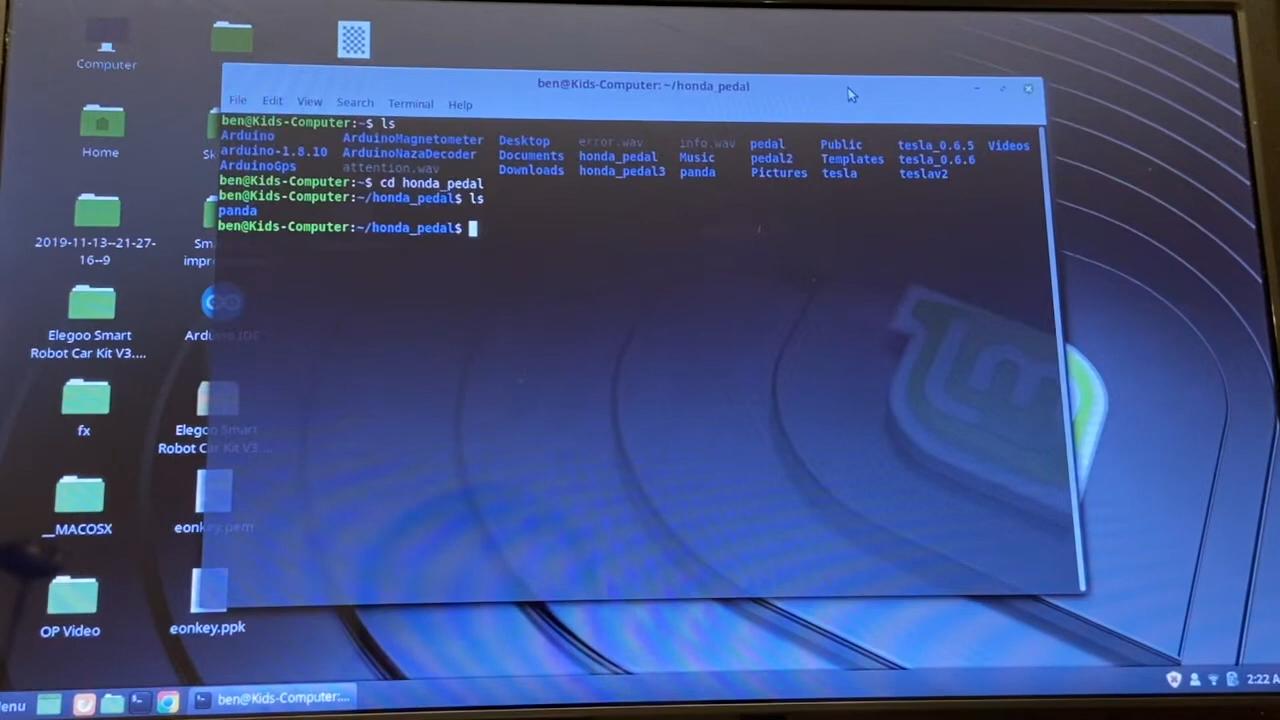 Computer
Home
2019-11-13--21-27-
16--9
Elegoo Smart
Robot Car Kit V3....
fx
Elegoo Smart
Robot Car Kit V3...
__MACOSX
eonkey.pem
OP Video
eonkey.ppk
Arduino IDE
ben@Kids-Computer: ~/honda_pedal
File Edit View Search Terminal Help
ben@Kids-Computer:~$ ls
Arduino ArduinoMagnetometer Desktop error.wav info.wav pedal Public tesla_0.6.5 Videos
arduino-1.8.10 ArduinoNazaDecoder Documents honda_pedal Music pedal2 Templates tesla_0.6.6
ArduinoGps attention.wav Downloads honda_pedal3 panda Pictures tesla teslav2
ben@Kids-Computer:~$ cd honda_pedal
ben@Kids-Computer:~/honda_pedal$ ls
panda
ben@Kids-Computer:~/honda_pedal$
ben@Kids-Computer:...
2:22